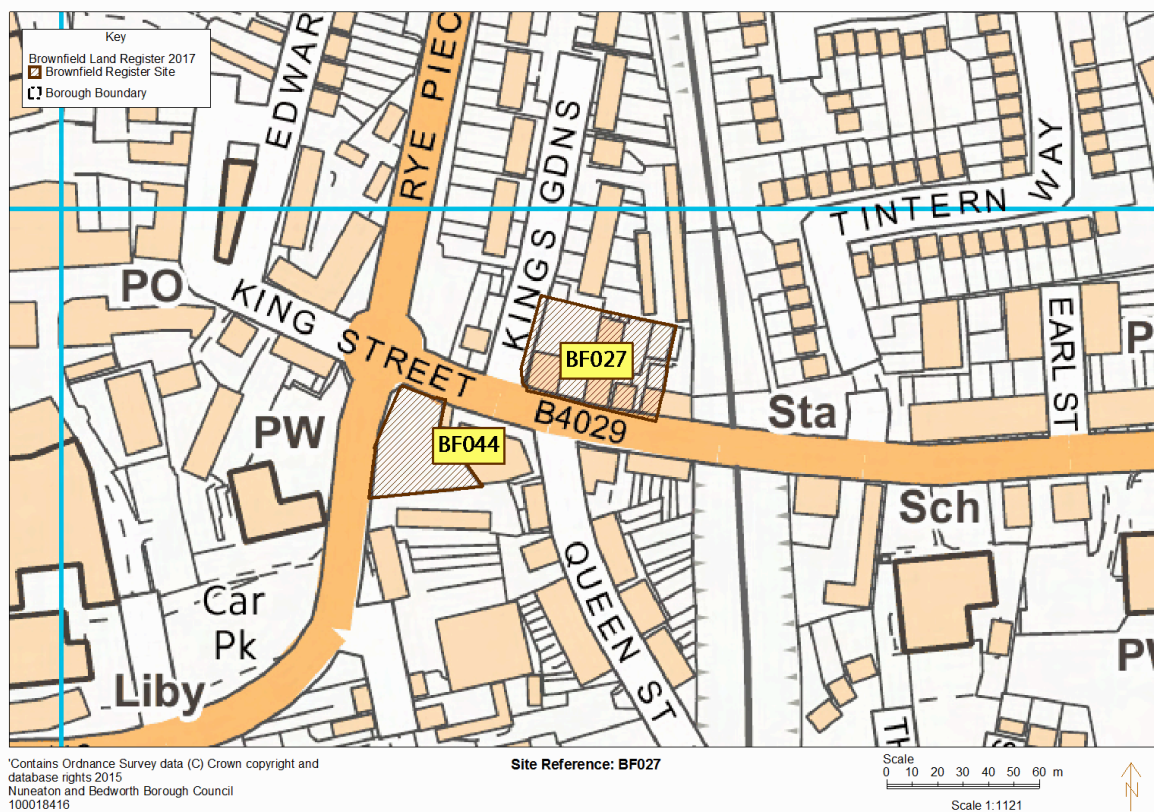 Key
Brownfield Land Register 2017
Brownfield Register Site
Borough Boundary
EDWAR
RYE PIEC
KINGS GDNS
TINTERN WAY
PO
KING STREET
BF027
EARL ST
P
B4029
Sta
PW
BF044
Sch
QUEEN ST
Car
Pk
PW
Liby
TH
'Contains Ordnance Survey data (C) Crown copyright and
database rights 2015
Nuneaton and Bedworth Borough Council
100018416
Site Reference: BF027
Scale
0 10 20 30 40 50 60 m
Scale 1:1121
N